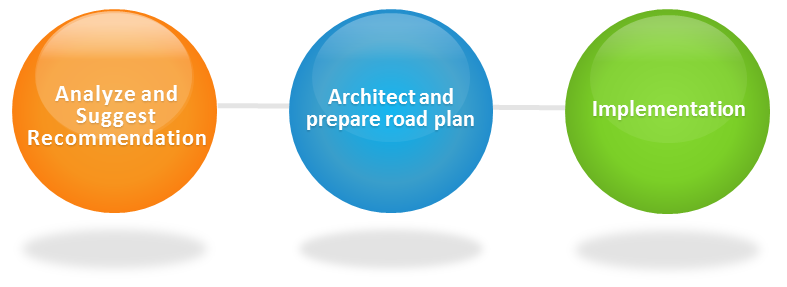 Analyze and
Suggest
Recommendation
Architect and
prepare road plan
Implementation